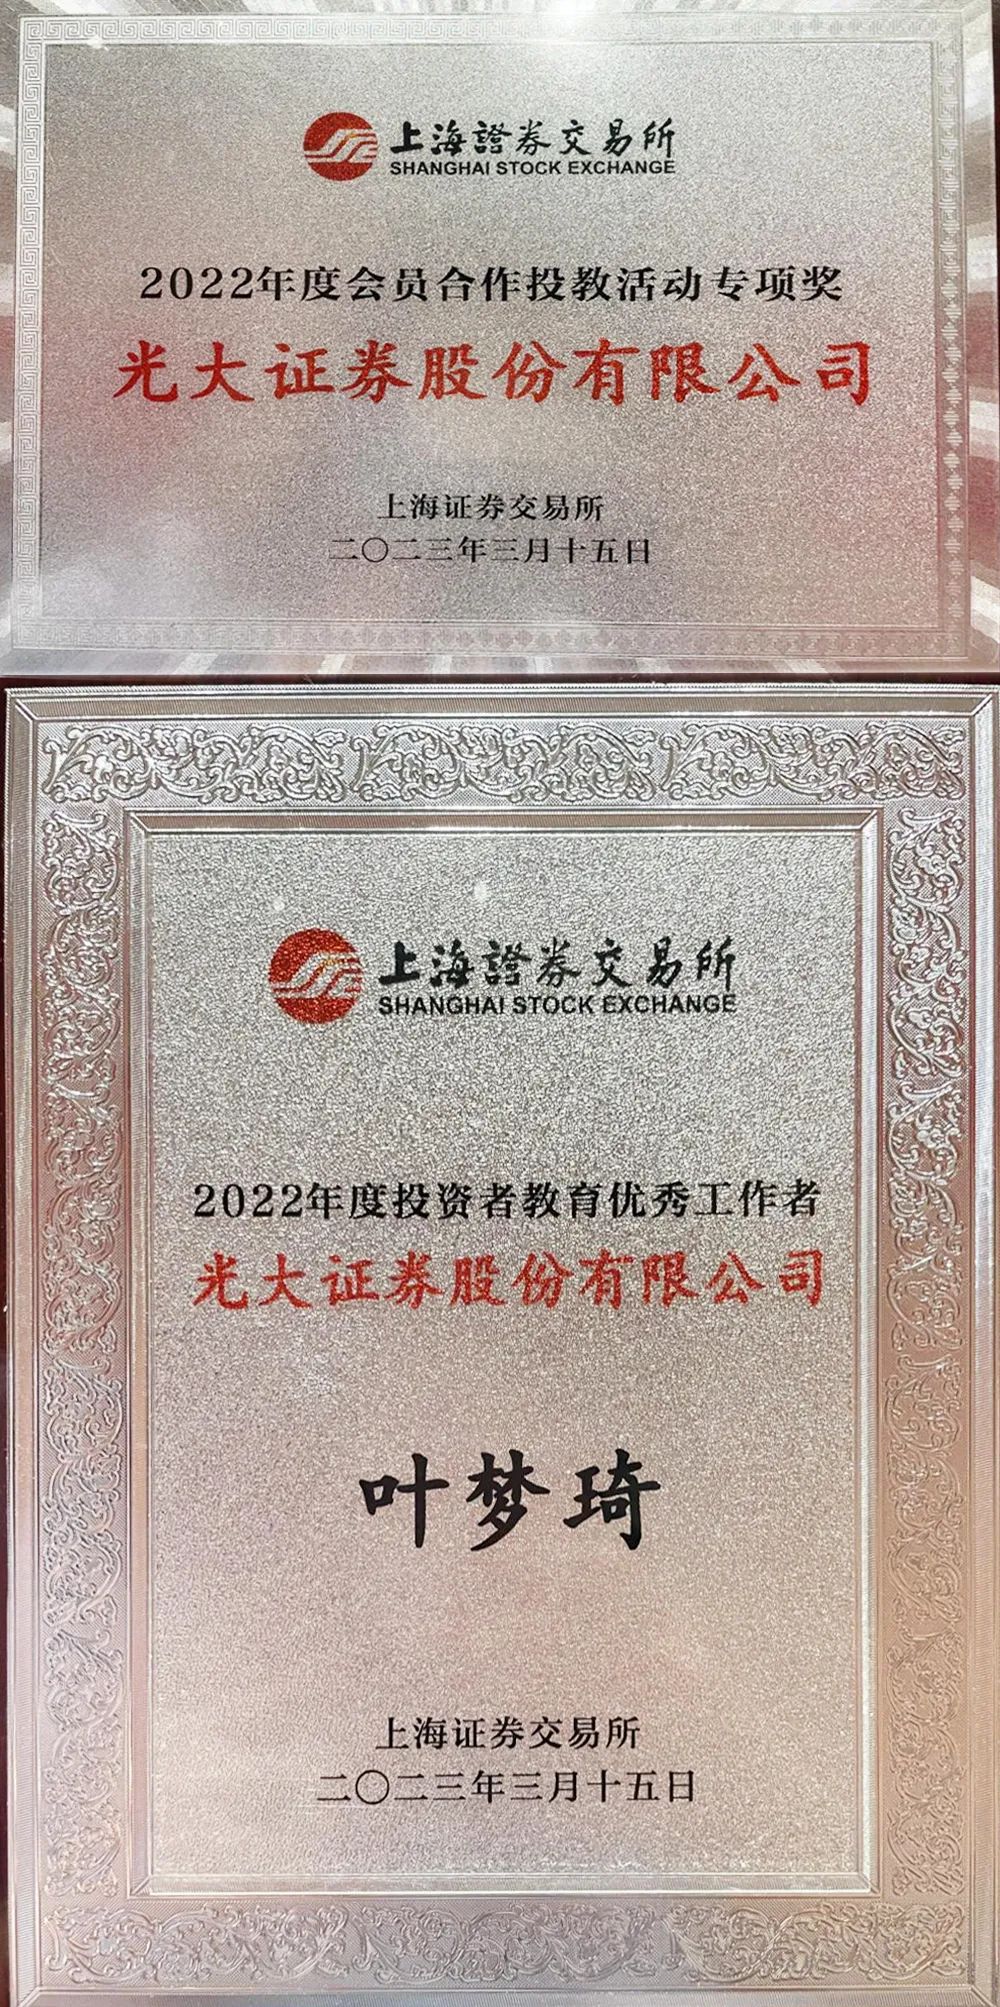 上海證券交易所
SHANGHAI STOCK EXCHANGE
2022年度会员合作投教活动专项奖
光大证券股份有限公司
上海证券交易所
二〇二三年三月十五日
上海證券交易所
SHANGHAI STOCK EXCHANGE
2022年度投资者教育优秀工作者
光大证券股份有限公司
叶梦琦
上海证券交易所
二〇二三年三月十五日